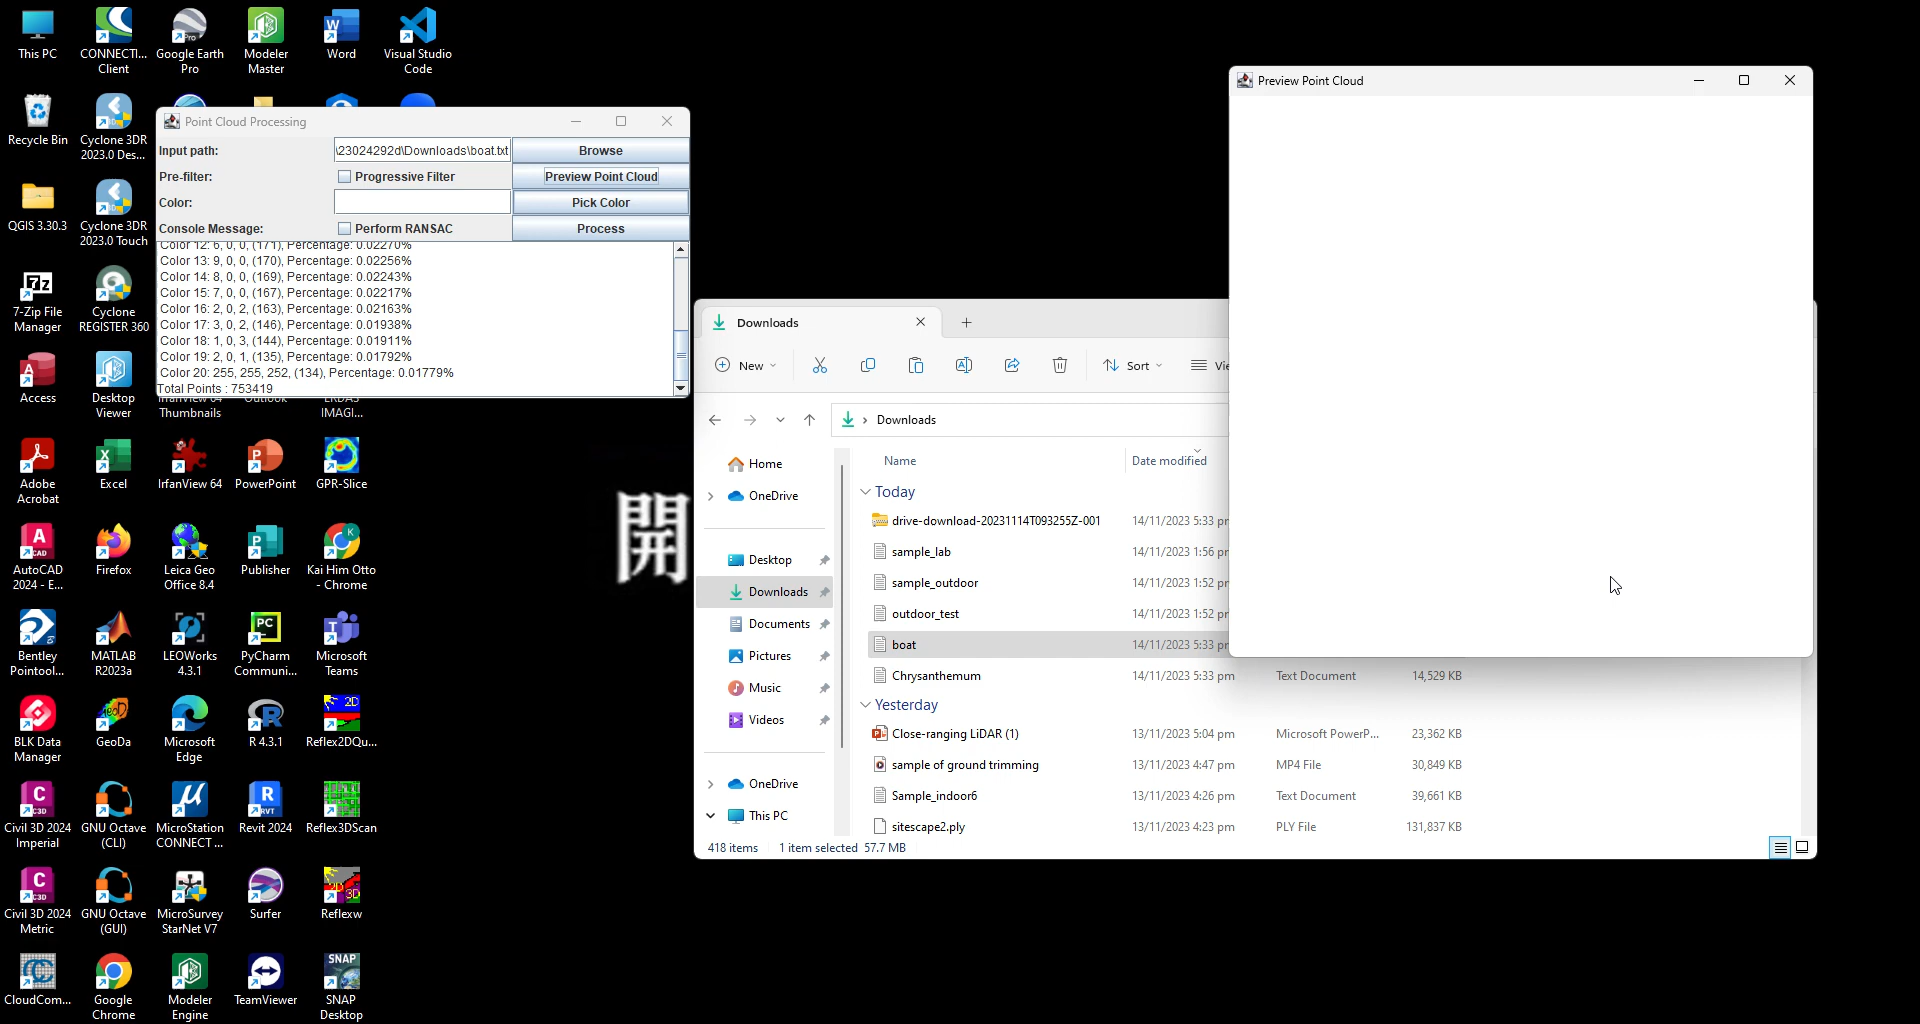 This PC
CONNECTI...
Client
Google Earth
Pro
Modeler
Master
Word
Visual Studio
Code
Recycle Bin
Cyclone 3DR
2023.0 Des...
QGIS 3.30.3
Cyclone 3DR
2023.0 Touch
7-Zip File
Manager
Cyclone
REGISTER 360
Access
Desktop
Viewer
IrfanView 64
Thumbnails
Outlook
ERDAS
IMAGI...
Adobe
Acrobat
Excel
IrfanView 64
PowerPoint
GPR-Slice
AutoCAD
2024 - E...
Firefox
Leica Geo
Office 8.4
Publisher
Kai Him Otto
- Chrome
Bentley
Pointool...
MATLAB
R2023a
LEOWorks
4.3.1
PyCharm
Communi...
Microsoft
Teams
BLK Data
Manager
GeoDa
Microsoft
Edge
R 4.3.1
Reflex2DQu...
Civil 3D 2024
Imperial
GNU Octave
(CLI)
MicroStation
CONNECT ...
Revit 2024
Reflex3DScan
Civil 3D 2024
Metric
GNU Octave
(GUI)
MicroSurvey
StarNet V7
Surfer
Reflexw
CloudCom...
Google
Chrome
Modeler
Engine
TeamViewer
SNAP
Desktop
Point Cloud Processing
Input path:
\23024292d\Downloads\boat.txt
Browse
Pre-filter:
Progressive Filter
Preview Point Cloud
Color:
Pick Color
Console Message:
Perform RANSAC
Process
Color 12: 6, 0, 0, (171), Percentage: 0.02270%
Color 13: 9, 0, 0, (170), Percentage: 0.02256%
Color 14: 8, 0, 0, (169), Percentage: 0.02243%
Color 15: 7, 0, 0, (167), Percentage: 0.02217%
Color 16: 2, 0, 2, (163), Percentage: 0.02163%
Color 17: 3, 0, 2, (146), Percentage: 0.01938%
Color 18: 1, 0, 3, (144), Percentage: 0.01911%
Color 19: 2, 0, 1, (135), Percentage: 0.01792%
Color 20: 255, 255, 252, (134), Percentage: 0.01779%
Total Points : 753419
開
Downloads
New
Sort
Vie
Downloads
Home
OneDrive
Desktop
Downloads
Documents
Pictures
Music
Videos
OneDrive
This PC
Name
Date modified
Today
drive-download-20231114T093255Z-001 14/11/2023 5:33 pm
sample_lab 14/11/2023 1:56 pm
sample_outdoor 14/11/2023 1:52 pm
outdoor_test 14/11/2023 1:52 pm
boat 14/11/2023 5:33 pm
Chrysanthemum 14/11/2023 5:33 pm Text Document 14,529 KB
Yesterday
Close-ranging LiDAR (1) 13/11/2023 5:04 pm Microsoft PowerP... 23,362 KB
sample of ground trimming 13/11/2023 4:47 pm MP4 File 30,849 KB
Sample_indoor6 13/11/2023 4:26 pm Text Document 39,661 KB
sitescape2.ply 13/11/2023 4:23 pm PLY File 131,837 KB
418 items
1 item selected 57.7 MB
Preview Point Cloud